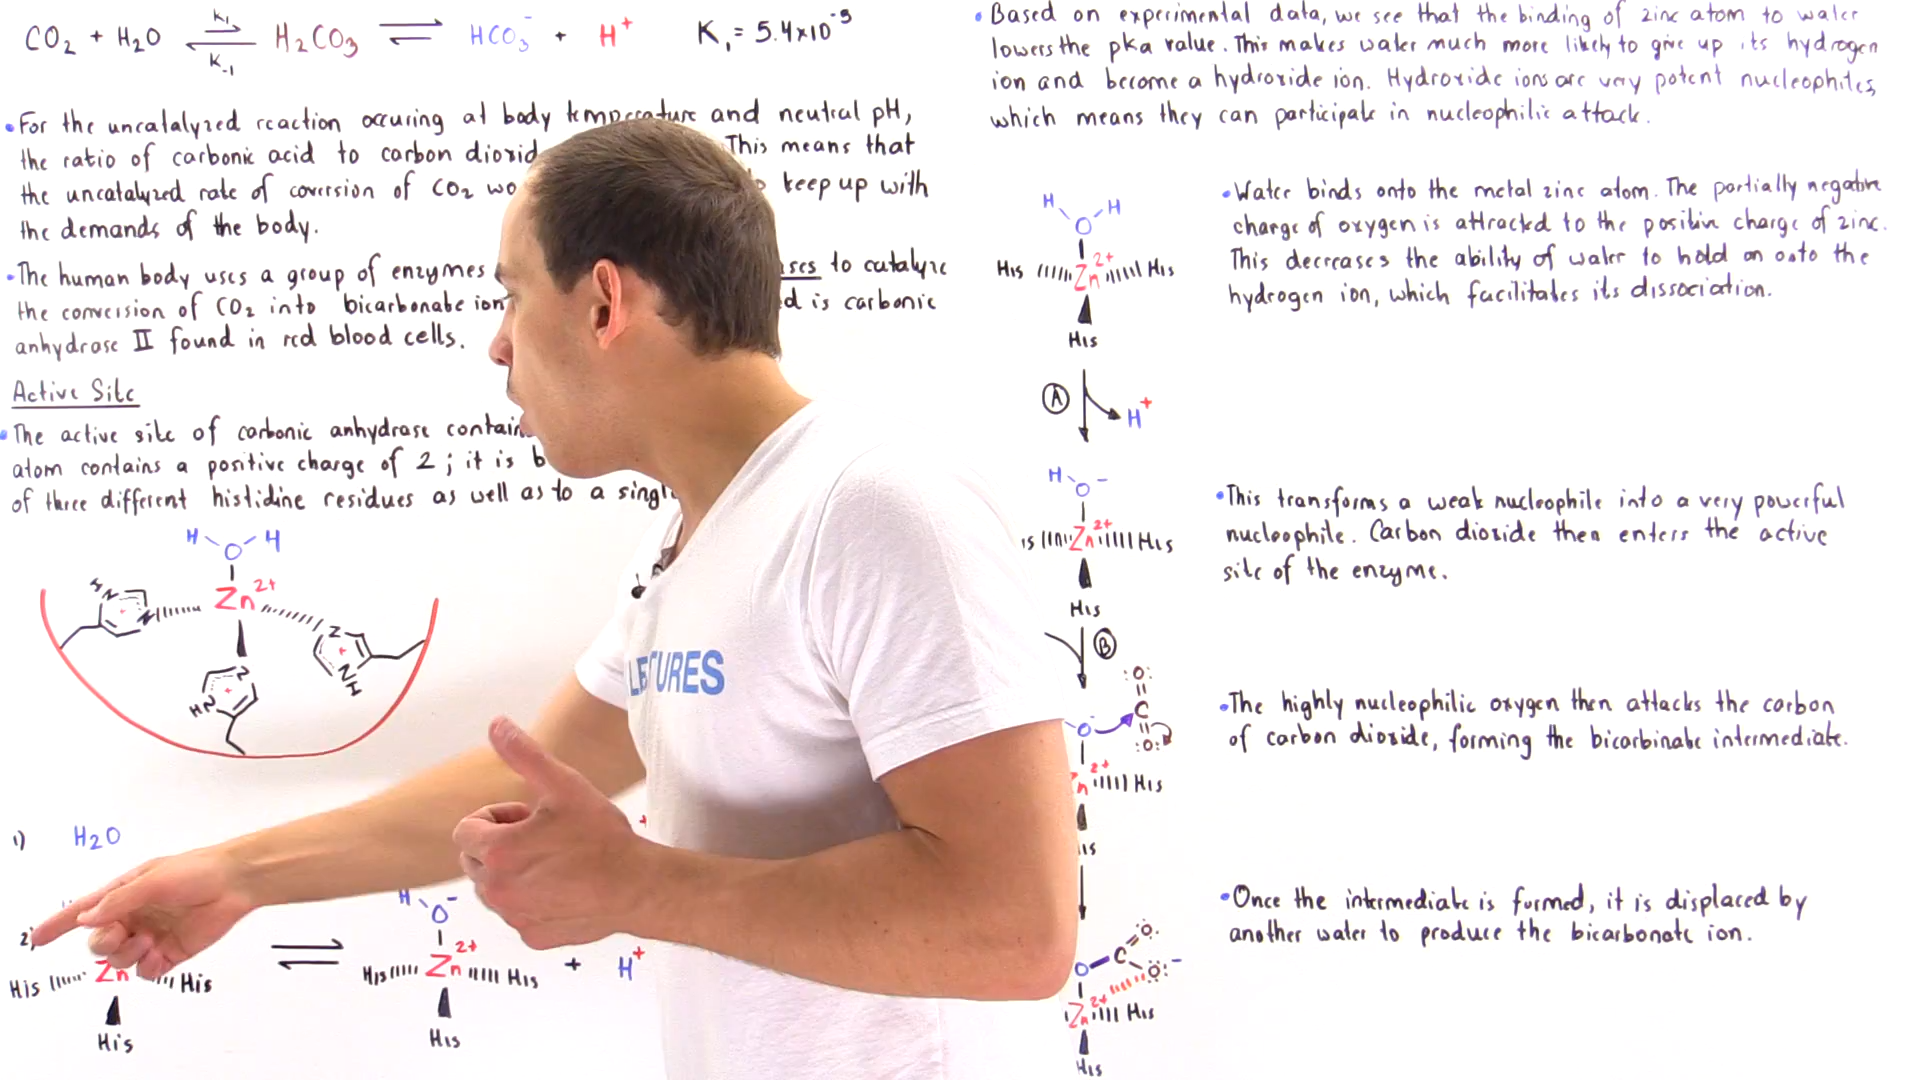 CO2 + H2O k1 k-1 H2CO3 HCO3- + H+ K1 = 5.4x10-5
•For the uncatalyzed reaction occuring at body temperature and neutral pH,
the ratio of carbonic acid to carbon dioxid This means that
the uncatalyzed rate of coversion of CO2 wo keep up with
the demands of the body.
•The human body uses a group of enzymes ases to catalyze
the conversion of CO2 into bicarbonate ion d is carbonic
anhydrase II found in red blood cells.
Active Site
•The active site of carbonic anhydrase contain
atom contains a positive charge of 2; it is b
of three different histidine residues as well as to a singl
H O H
Zn2+
N N N
HN N
H
LECTURES
1) H2O
2)
Zn
His His
His
H O-
Zn2+
His His
His
+ H+
•Based on experimental data, we see that the binding of zinc atom to water
lowers the pka value. This makes water much more likely to give up its hydrogen
ion and become a hydroxide ion. Hydroxide ions are very potent nucleophiles,
which means they can participate in nucleophilic attack.
H O H
His Zn2+ His
His
A H+
•Water binds onto the metal zinc atom. The partially negative
charge of oxygen is attracted to the positive charge of zinc.
This decreases the ability of water to hold on onto the
hydrogen ion, which facilitates its dissociation.
H O-
is Zn2+ His
His
B
•This transforms a weak nucleophile into a very powerful
nucleophile. Carbon dioxide then enters the active
site of the enzyme.
:O:
C
:O:
O-
Zn2+ His
is
•The highly nucleophilic oxygen then attacks the carbon
of carbon dioxide, forming the bicarbinate intermediate.
O C O: O:-
Zn2+ His
His
•Once the intermediate is formed, it is displaced by
another water to produce the bicarbonate ion.